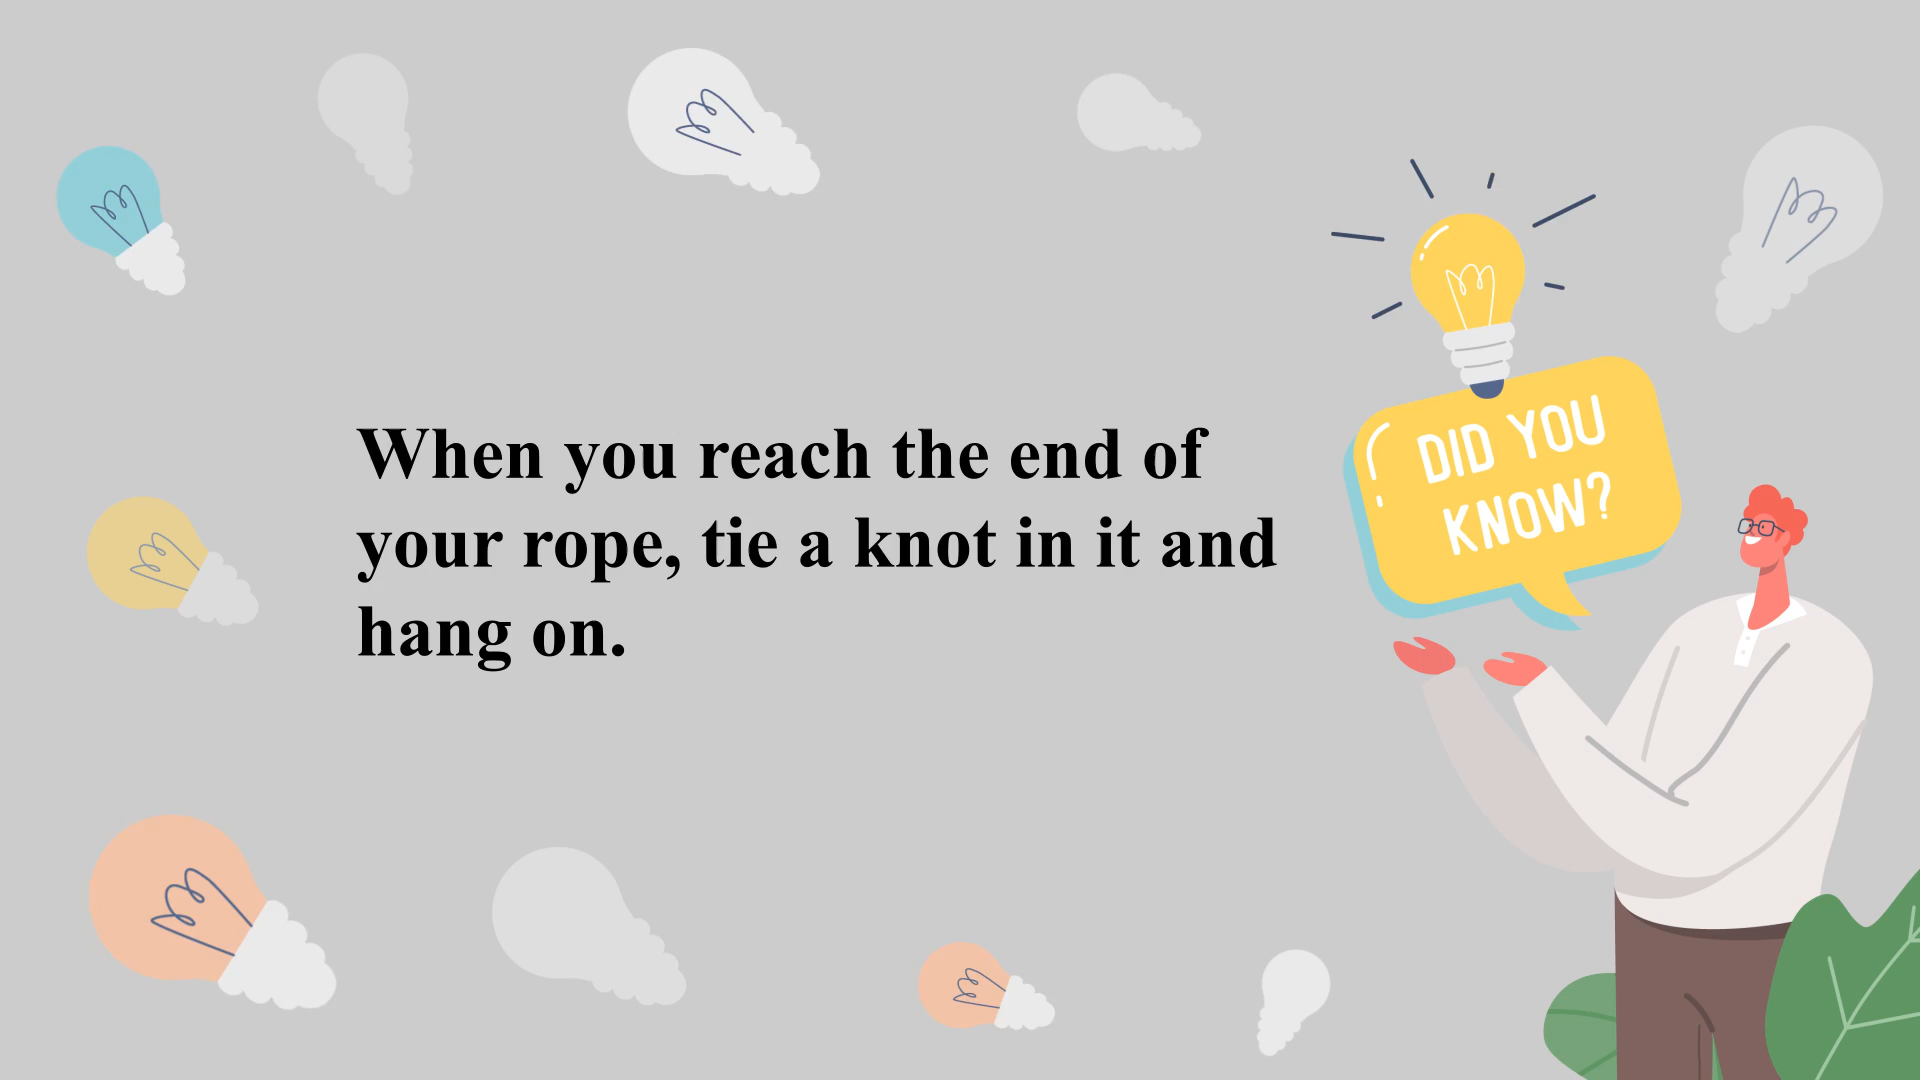 When you reach the end of
your rope, tie a knot in it and
hang on.
DID YOU
KNOW?